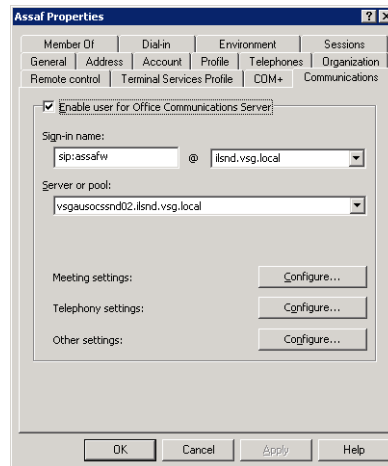 Assaf Properties
Member Of Dial-in Environment Sessions
General Address Account Profile Telephones Organization
Remote control Terminal Services Profile COM+ Communications
Enable user for Office Communications Server
Sign-in name:
sip:assafw @ ilsnd.vsg.local
Server or pool:
vsgausocssnd02.ilsnd.vsg.local
Meeting settings: Configure...
Telephony settings: Configure...
Other settings: Configure...
OK Cancel Apply Help